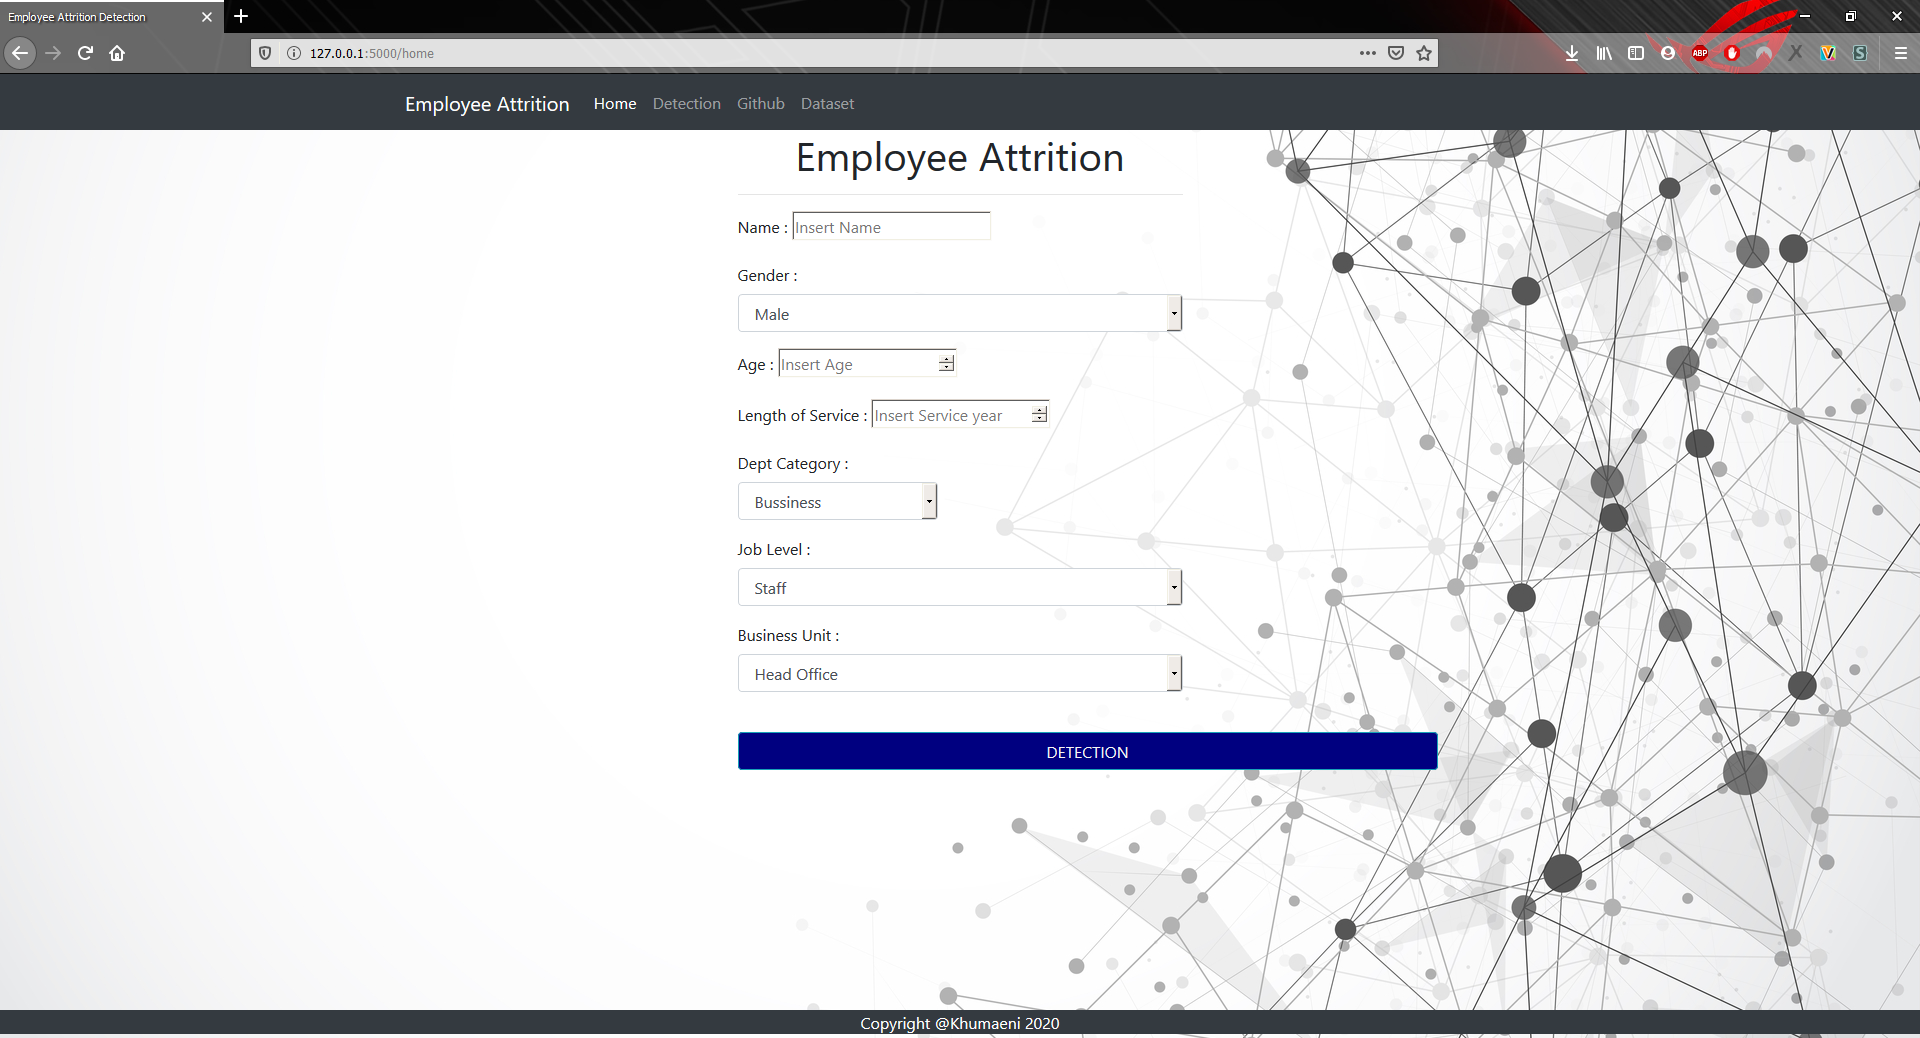 Employee Attrition Detection
127.0.0.1:5000/home
ABP
Employee Attrition Home Detection Github Dataset
Employee Attrition
Name : Insert Name
Gender :
Male
Age : Insert Age
Length of Service : Insert Service year
Dept Category :
Bussiness
Job Level :
Staff
Business Unit :
Head Office
DETECTION
Copyright @Khumaeni 2020